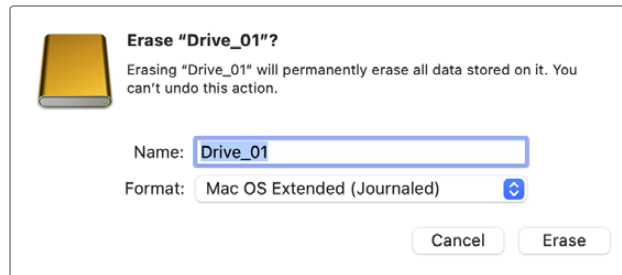 Erase “Drive_01”?
Erasing “Drive_01” will permanently erase all data stored on it. You
can’t undo this action.
Name: Drive_01
Format: Mac OS Extended (Journaled)
Cancel Erase